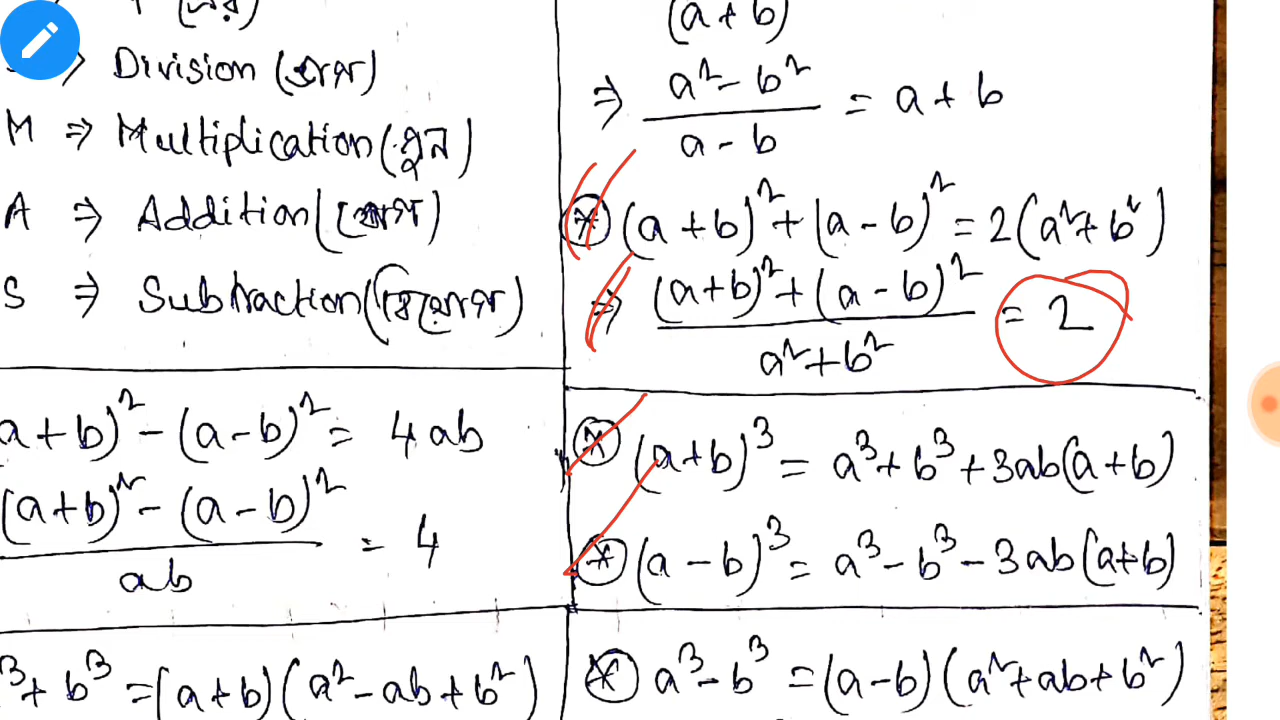 ⇒ Division (ভাগ)
M ⇒ Multiplication (গুন)
A ⇒ Addition (যোগ)
S ⇒ Subtraction (বিয়োগ)
a+b)² − (a−b)² = 4ab
(a+b)² − (a−b)²
= 4
ab
³+b³ = (a+b)(a²−ab+b²)
(a+b)
⇒ a²−b²
= a+b
a−b
(a+b)² + (a−b)² = 2(a²+b²)
⇒ (a+b)² + (a−b)²
= 2
a²+b²
(a+b)³ = a³+b³+3ab(a+b)
(a−b)³ = a³−b³−3ab(a+b)
a³−b³ = (a−b)(a²+ab+b²)